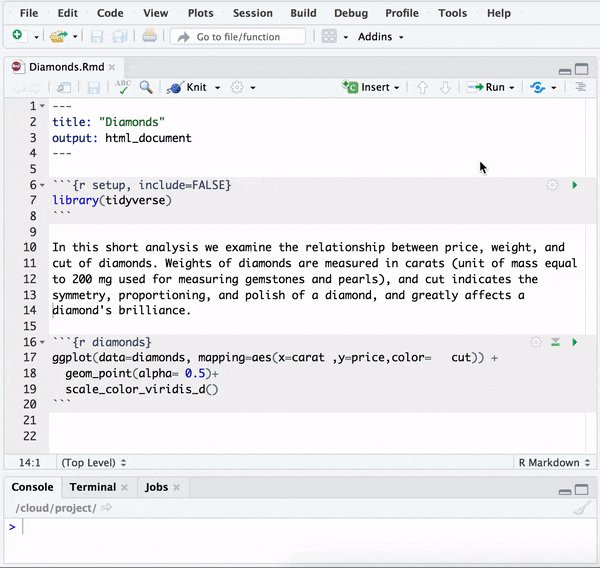 File Edit Code View Plots Session Build Debug Profile Tools Help
Go to file/function Addins
Diamonds.Rmd
ABC Knit Insert Run
1 ---
2 title: "Diamonds"
3 output: html_document
4 ---
5
6 ```{r setup, include=FALSE}
7 library(tidyverse)
8 ```
9
10 In this short analysis we examine the relationship between price, weight, and
11 cut of diamonds. Weights of diamonds are measured in carats (unit of mass equal
12 to 200 mg used for measuring gemstones and pearls), and cut indicates the
13 symmetry, proportioning, and polish of a diamond, and greatly affects a
14 diamond's brilliance.
15
16 ```{r diamonds}
17 ggplot(data=diamonds, mapping=aes(x=carat ,y=price,color=   cut)) +
18   geom_point(alpha= 0.5)+
19   scale_color_viridis_d()
20 ```
21
22
14:1 (Top Level) R Markdown
Console Terminal Jobs
/cloud/project/
>